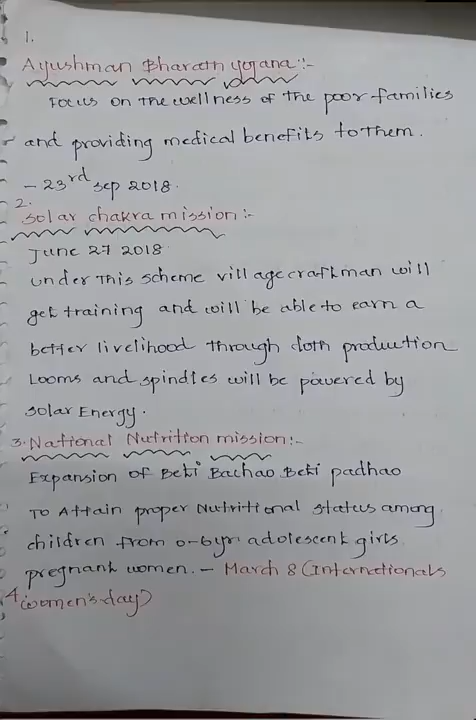 1.
Ayushman Bharath yojana :-
Focus on the wellness of the poor families
and providing medical benefits to them.
- 23rd sep 2018.
2.
solar chakra mission :-
June 27 2018
under This scheme village craftman will
get training and will be able to earn a
better livelihood through cloth production
Looms and spindles will be powered by
solar Energy.
3. National Nutrition mission :-
Expansion of Beti Bachao Beti padhao
To Attain proper Nutritional status among
children from 0-6yr, adolescent girls
pregnant women. - March 8 (Internationals
4. women's day)